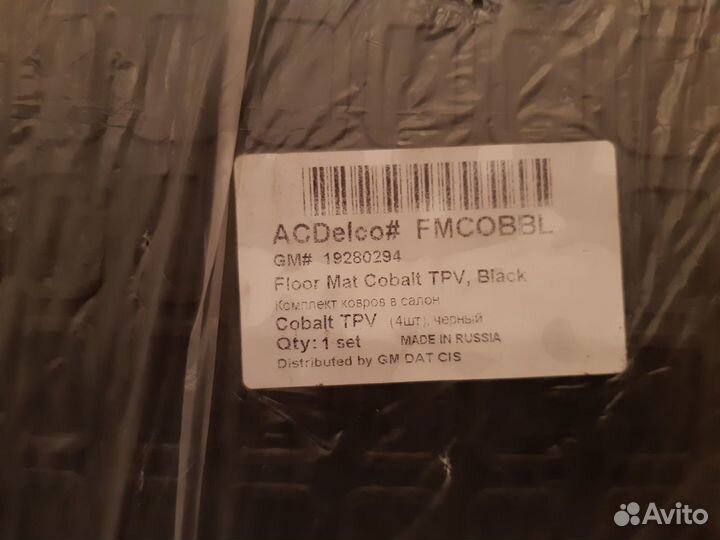 ACDelco# FMCOBBL
GM# 19280294
Floor Mat Cobalt TPV, Black
Комплект ковров в салон
Cobalt TPV (4шт), черный
Qty: 1 set MADE IN RUSSIA
Distributed by GM DAT CIS
Avito